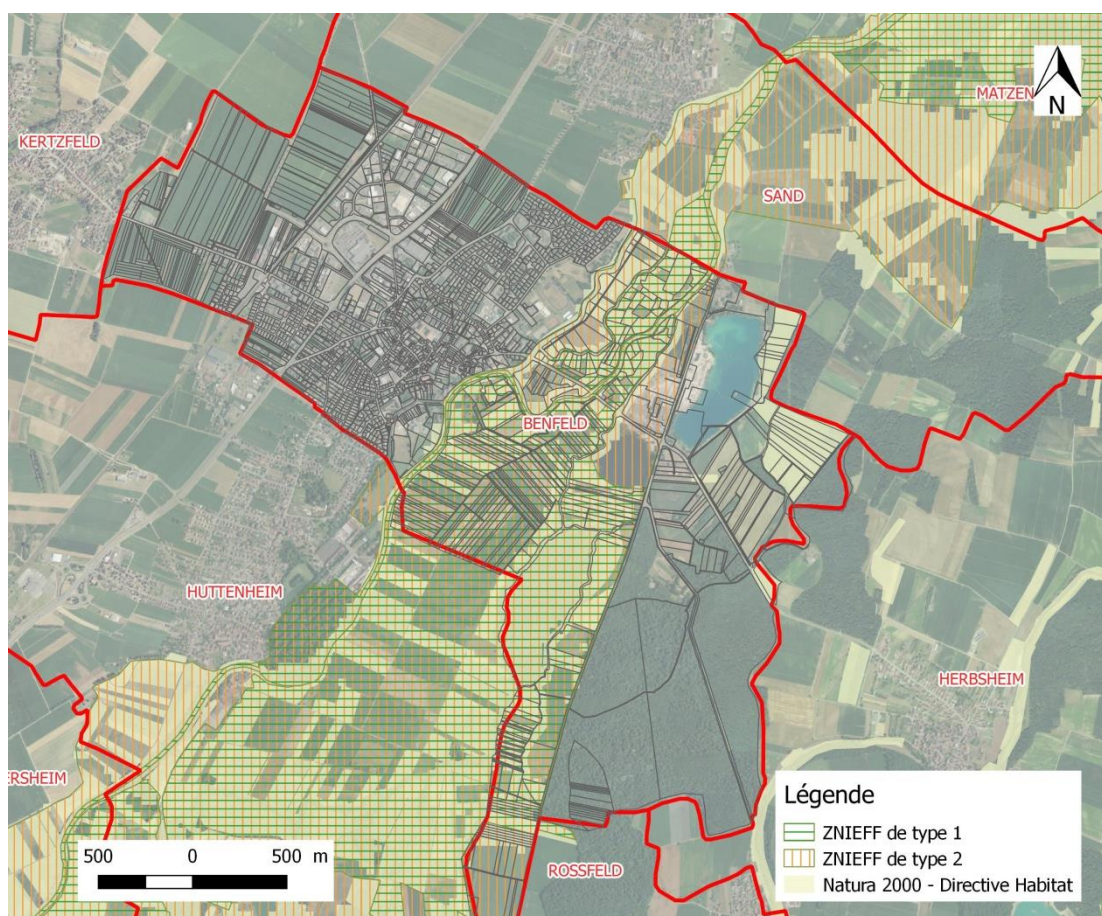 MATZEN
N
KERTZFELD
SAND
BENFELD
HUTTENHEIM
HERBSHEIM
ERSHEIM
ROSSFELD
500 0 500 m
Légende
ZNIEFF de type 1
ZNIEFF de type 2
Natura 2000 - Directive Habitat